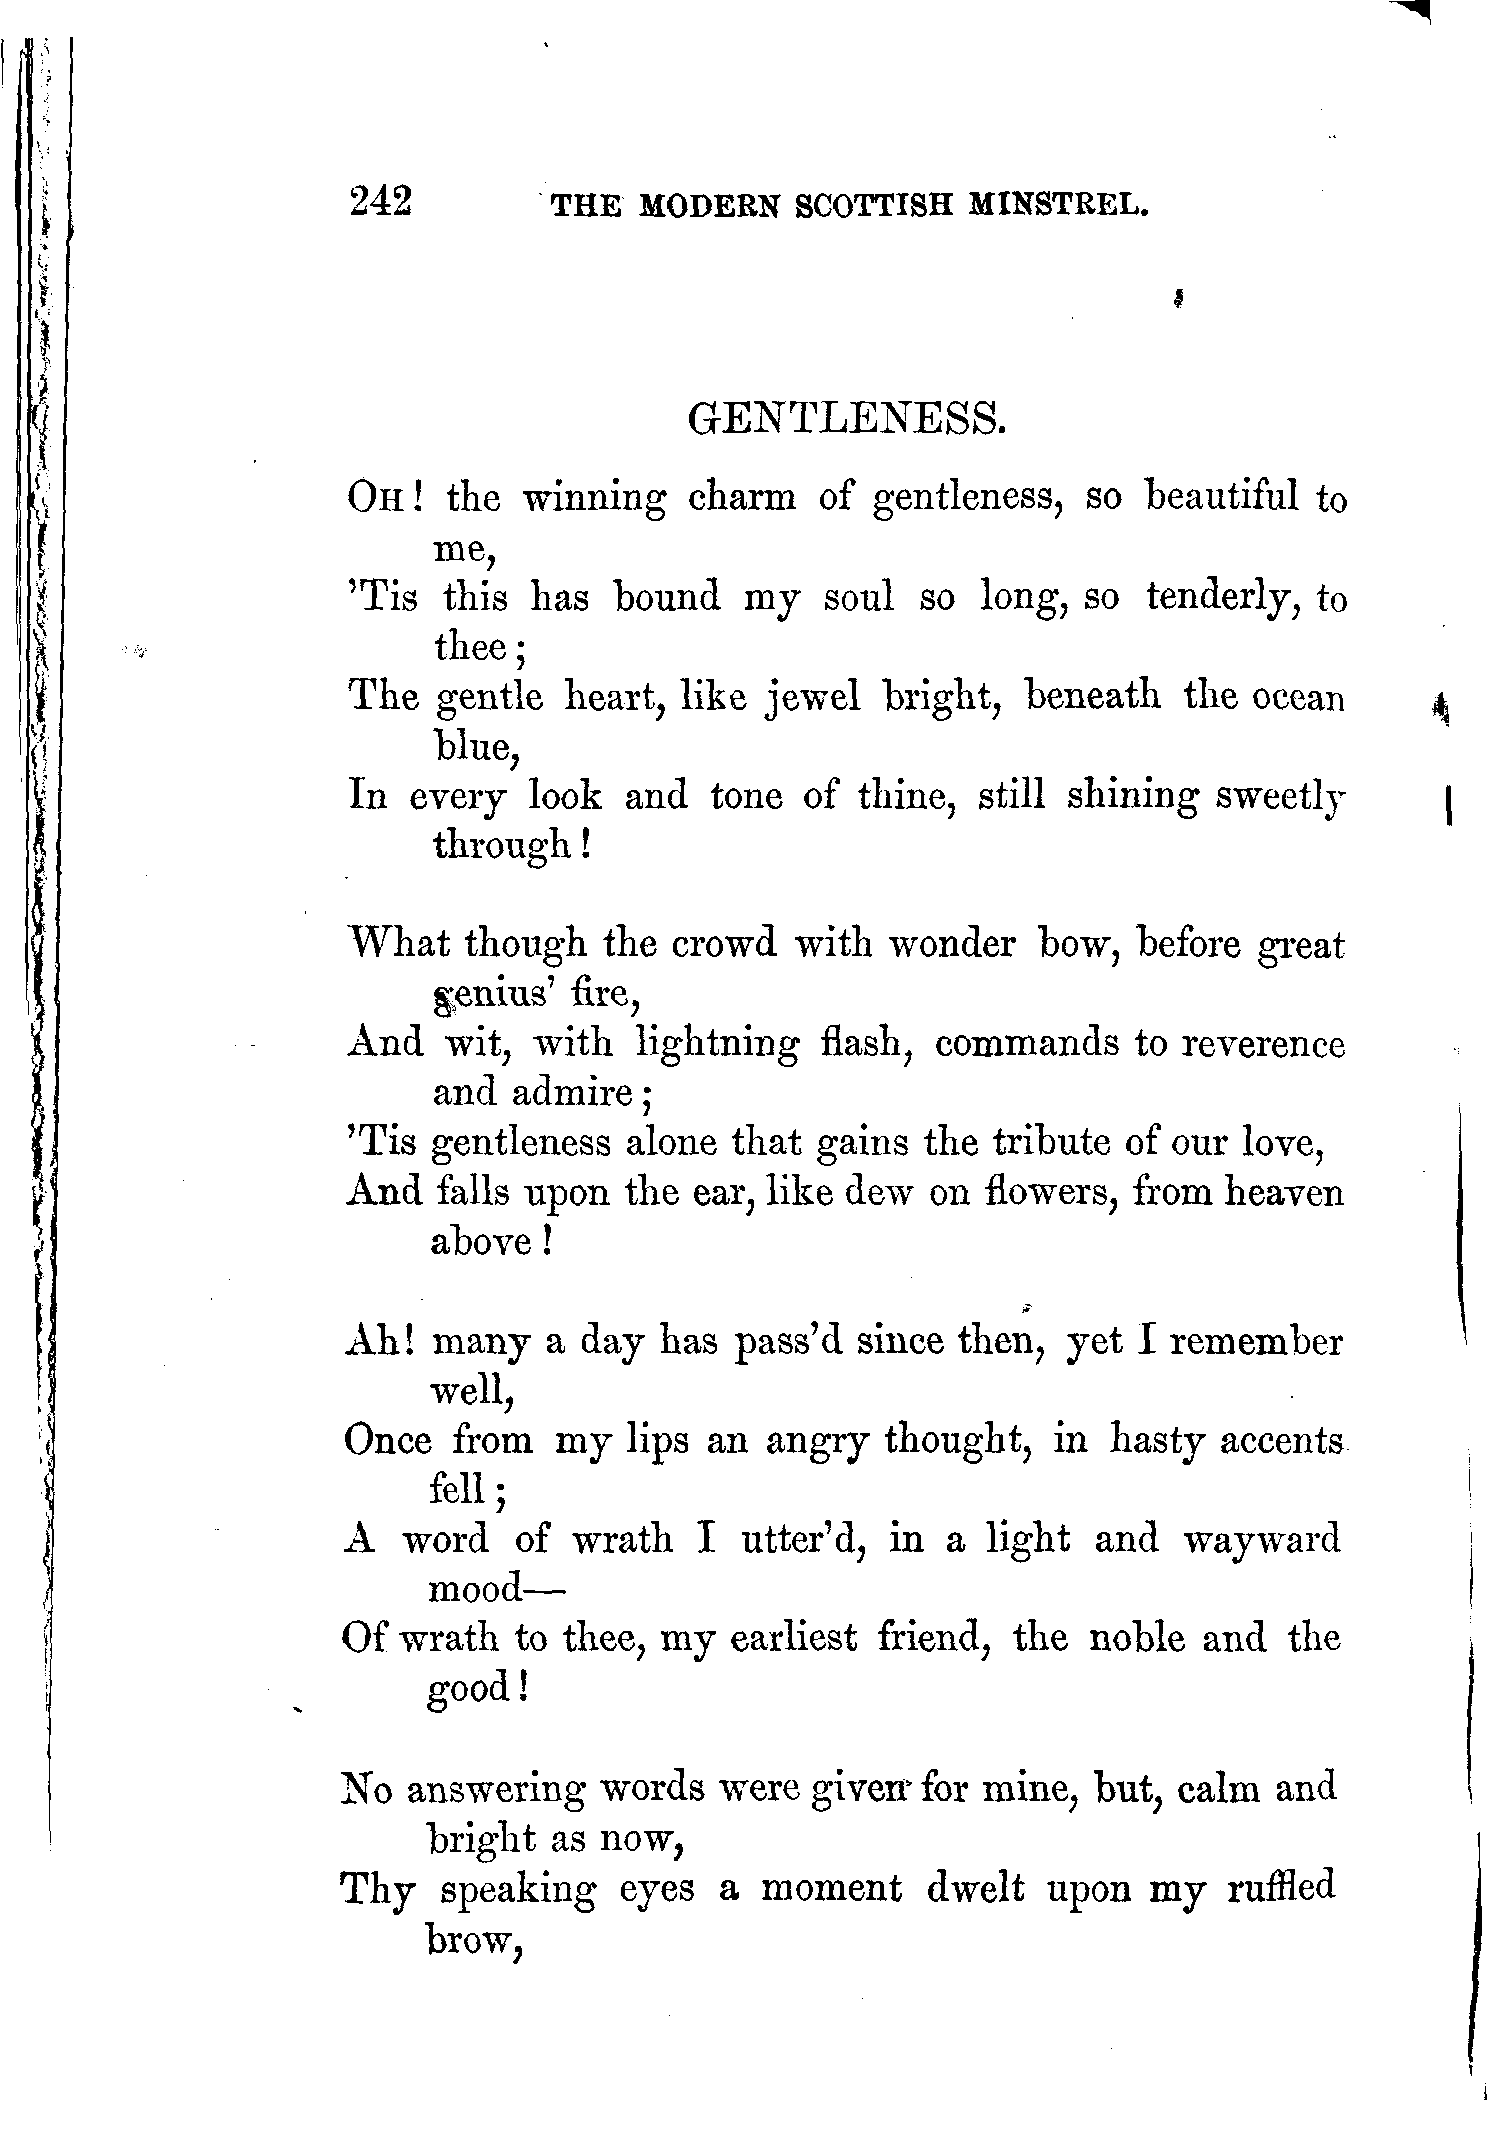 242 THE MODERN SCOTTISH MINSTREL.
GENTLENESS.
OH! the winning charm of gentleness, so beautiful to
me,
'Tis this has bound my soul so long, so tenderly, to
thee;
The gentle heart, like jewel bright, beneath the ocean
blue,
In every look and tone of thine, still shining sweetly
through!
What though the crowd with wonder bow, before great
genius' fire,
And wit, with lightning flash, commands to reverence
and admire;
'Tis gentleness alone that gains the tribute of our love,
And falls upon the ear, like dew on flowers, from heaven
above!
Ah! many a day has pass'd since then, yet I remember
well,
Once from my lips an angry thought, in hasty accents
fell;
A word of wrath I utter'd, in a light and wayward
mood—
Of wrath to thee, my earliest friend, the noble and the
good!
No answering words were given for mine, but, calm and
bright as now,
Thy speaking eyes a moment dwelt upon my ruffled
brow,